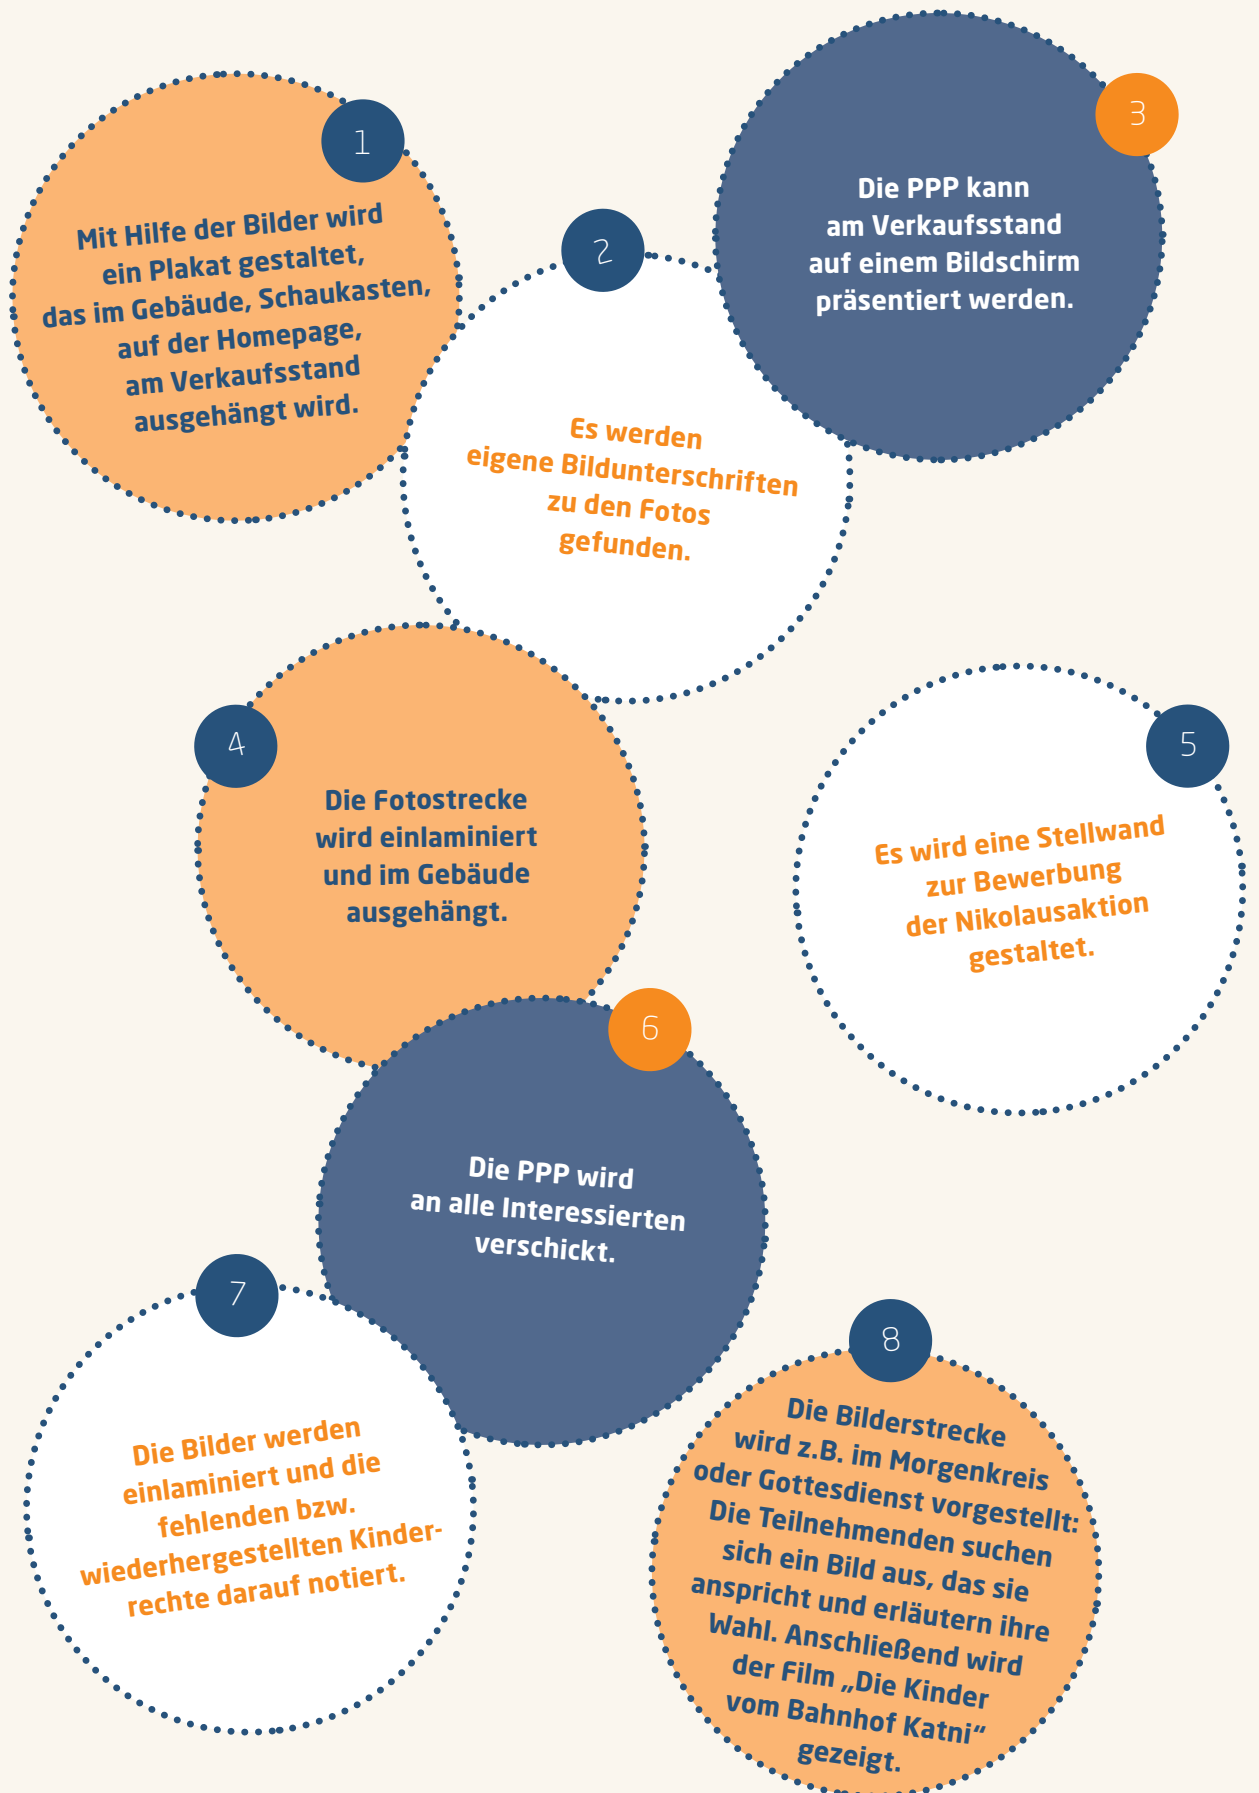 1
Mit Hilfe der Bilder wird
ein Plakat gestaltet,
das im Gebäude, Schaukasten,
auf der Homepage,
am Verkaufsstand
ausgehängt wird.
2
Es werden
eigene Bildunterschriften
zu den Fotos
gefunden.
3
Die PPP kann
am Verkaufsstand
auf einem Bildschirm
präsentiert werden.
4
Die Fotostrecke
wird einlaminiert
und im Gebäude
ausgehängt.
5
Es wird eine Stellwand
zur Bewerbung
der Nikolausaktion
gestaltet.
6
Die PPP wird
an alle Interessierten
verschickt.
7
Die Bilder werden
einlaminiert und die
fehlenden bzw.
wiederhergestellten Kinder-
rechte darauf notiert.
8
Die Bilderstrecke
wird z.B. im Morgenkreis
oder Gottesdienst vorgestellt:
Die Teilnehmenden suchen
sich ein Bild aus, das sie
anspricht und erläutern ihre
Wahl. Anschließend wird
der Film „Die Kinder
vom Bahnhof Katni“
gezeigt.